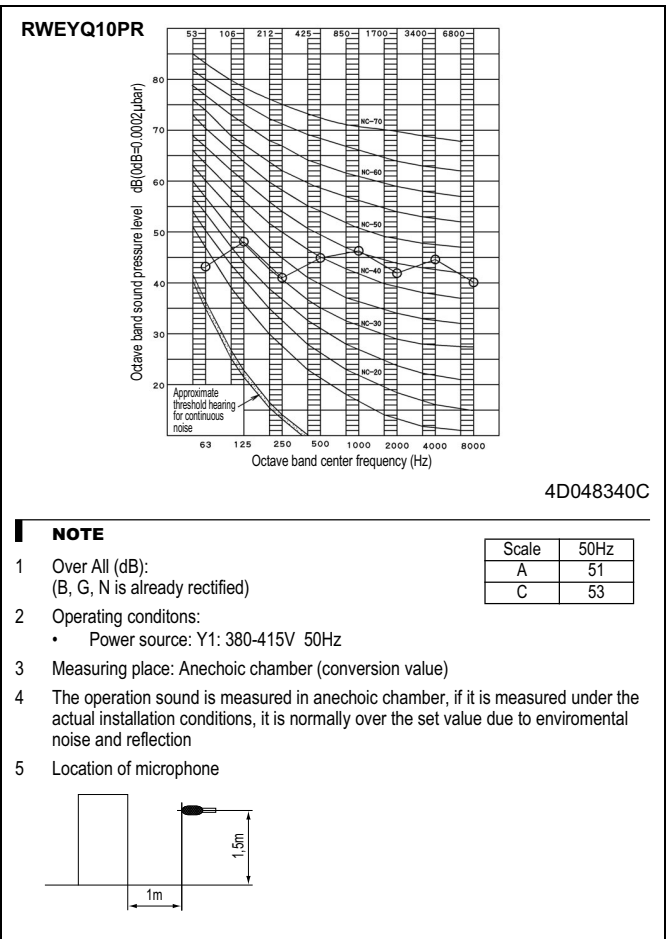 RWEYQ10PR
53 106 212 425 850 1700 3400 6800
Octave band sound pressure level dB(0dB=0.0002µbar)
80
70
60
50
40
30
20
NC-70
NC-60
NC-50
NC-40
NC-30
NC-20
Approximate
threshold hearing
for continuous
noise
63 125 250 500 1000 2000 4000 8000
Octave band center frequency (Hz)
4D048340C
NOTE
1 Over All (dB):
(B, G, N is already rectified)
Scale 50Hz
A 51
C 53
2 Operating conditons:
• Power source: Y1: 380-415V 50Hz
3 Measuring place: Anechoic chamber (conversion value)
4 The operation sound is measured in anechoic chamber, if it is measured under the
actual installation conditions, it is normally over the set value due to enviromental
noise and reflection
5 Location of microphone
1,5m
1m